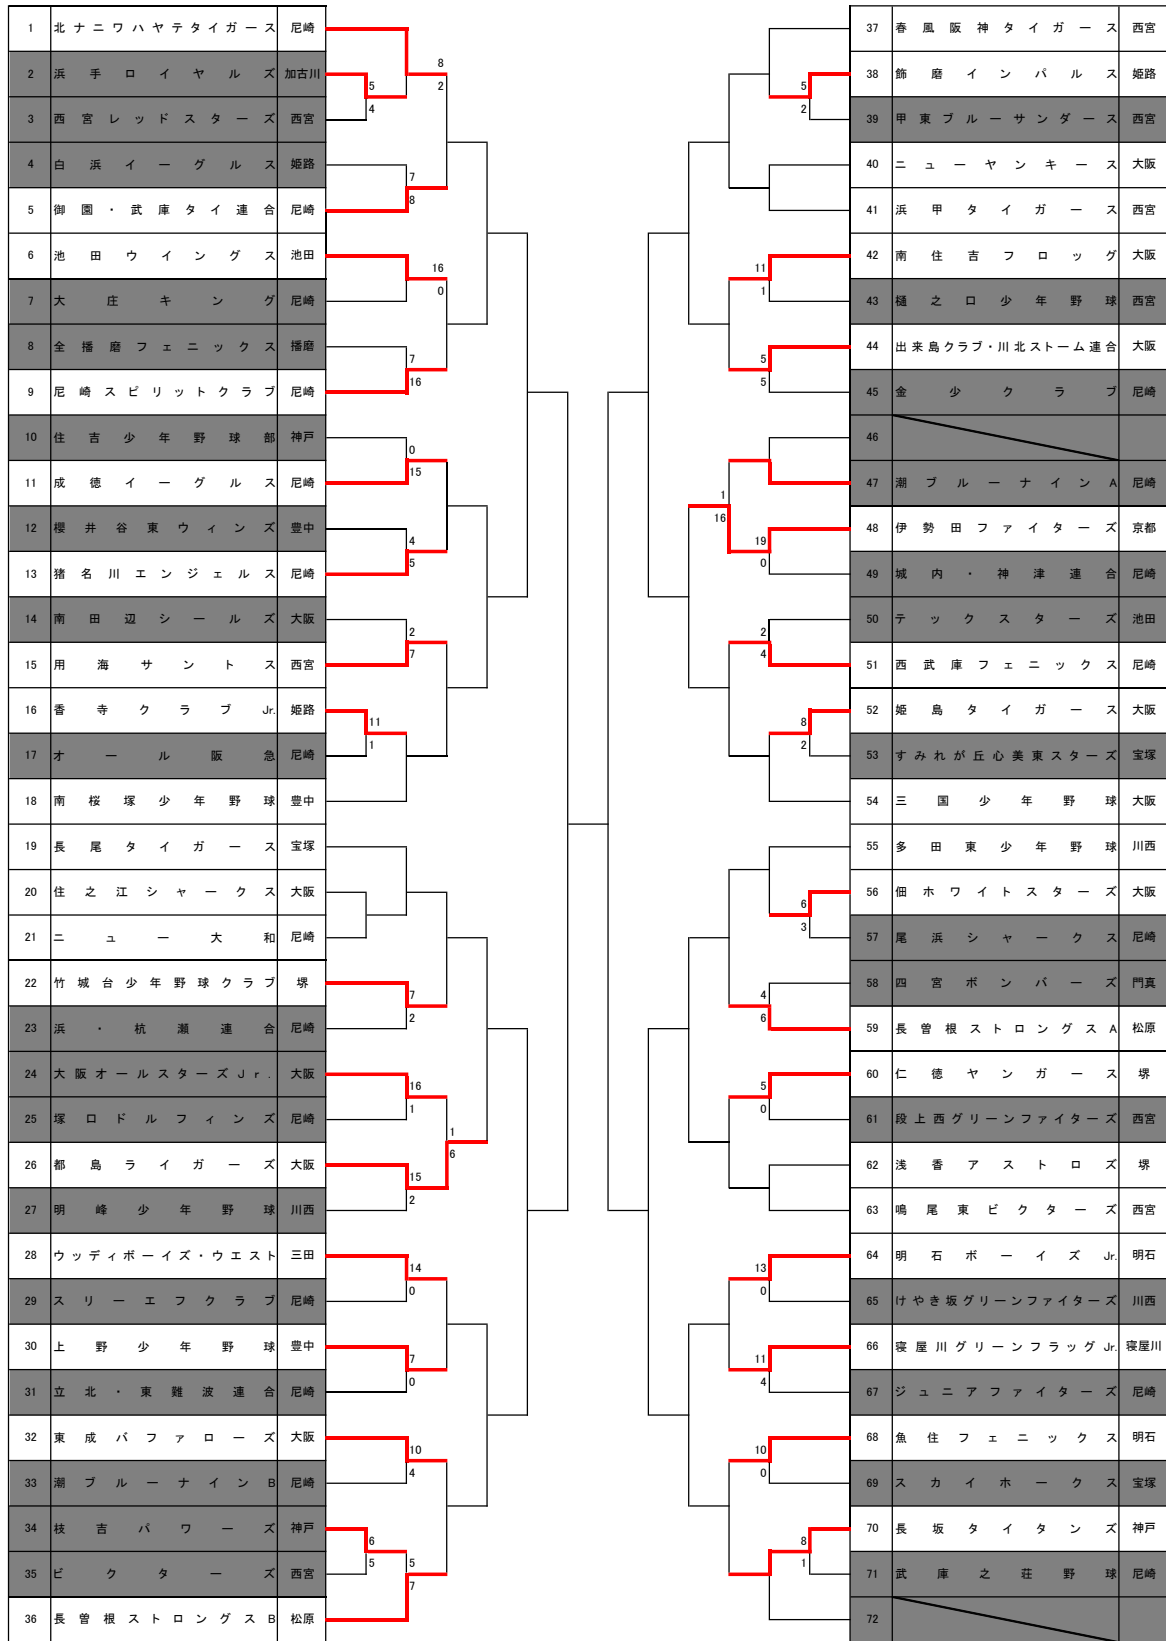 1 北ナニワハヤテタイガース 尼崎
2 浜手ロイヤルズ 加古川
3 西宮レッドスターズ 西宮
4 白浜イーグルス 姫路
5 御園・武庫タイ連合 尼崎
6 池田ウイングス 池田
7 大庄キング 尼崎
8 全播磨フェニックス 播磨
9 尼崎スピリットクラブ 尼崎
10 住吉少年野球部 神戸
11 成徳イーグルス 尼崎
12 櫻井谷東ウィンズ 豊中
13 猪名川エンジェルス 尼崎
14 南田辺シールズ 大阪
15 用海サントス 西宮
16 香寺クラブJr. 姫路
17 オール阪急 尼崎
18 南桜塚少年野球 豊中
19 長尾タイガース 宝塚
20 住之江シャークス 大阪
21 ニュー大和 尼崎
22 竹城台少年野球クラブ 堺
23 浜・杭瀬連合 尼崎
24 大阪オールスターズJr. 大阪
25 塚口ドルフィンズ 尼崎
26 都島ライガーズ 大阪
27 明峰少年野球 川西
28 ウッディボーイズ・ウエスト 三田
29 スリーエフクラブ 尼崎
30 上野少年野球 豊中
31 立北・東難波連合 尼崎
32 東成バファローズ 大阪
33 潮ブルーナインB 尼崎
34 枝吉パワーズ 神戸
35 ビクターズ 西宮
36 長曽根ストロングスB 松原
8
5
2
4
7
8
16
0
7
16
0
15
4
5
2
7
11
1
7
2
16
1
1
6
15
2
14
0
7
0
10
4
6
5
5
7
5
2
11
1
5
5
1
16
19
0
2
4
8
2
6
3
4
6
5
0
13
0
11
4
10
0
8
1
37 春風阪神タイガース 西宮
38 飾磨インパルス 姫路
39 甲東ブルーサンダース 西宮
40 ニューヤンキース 大阪
41 浜甲タイガース 西宮
42 南住吉フロッグ 大阪
43 樋之口少年野球 西宮
44 出来島クラブ・川北ストーム連合 大阪
45 金少クラブ 尼崎
46
47 潮ブルーナインA 尼崎
48 伊勢田ファイターズ 京都
49 城内・神津連合 尼崎
50 テックスターズ 池田
51 西武庫フェニックス 尼崎
52 姫島タイガース 大阪
53 すみれが丘心美東スターズ 宝塚
54 三国少年野球 大阪
55 多田東少年野球 川西
56 佃ホワイトスターズ 大阪
57 尾浜シャークス 尼崎
58 四宮ボンバーズ 門真
59 長曽根ストロングスA 松原
60 仁徳ヤンガース 堺
61 段上西グリーンファイターズ 西宮
62 浅香アストロズ 堺
63 鳴尾東ビクターズ 西宮
64 明石ボーイズJr. 明石
65 けやき坂グリーンファイターズ 川西
66 寝屋川グリーンフラッグJr. 寝屋川
67 ジュニアファイターズ 尼崎
68 魚住フェニックス 明石
69 スカイホークス 宝塚
70 長坂タイタンズ 神戸
71 武庫之荘野球 尼崎
72